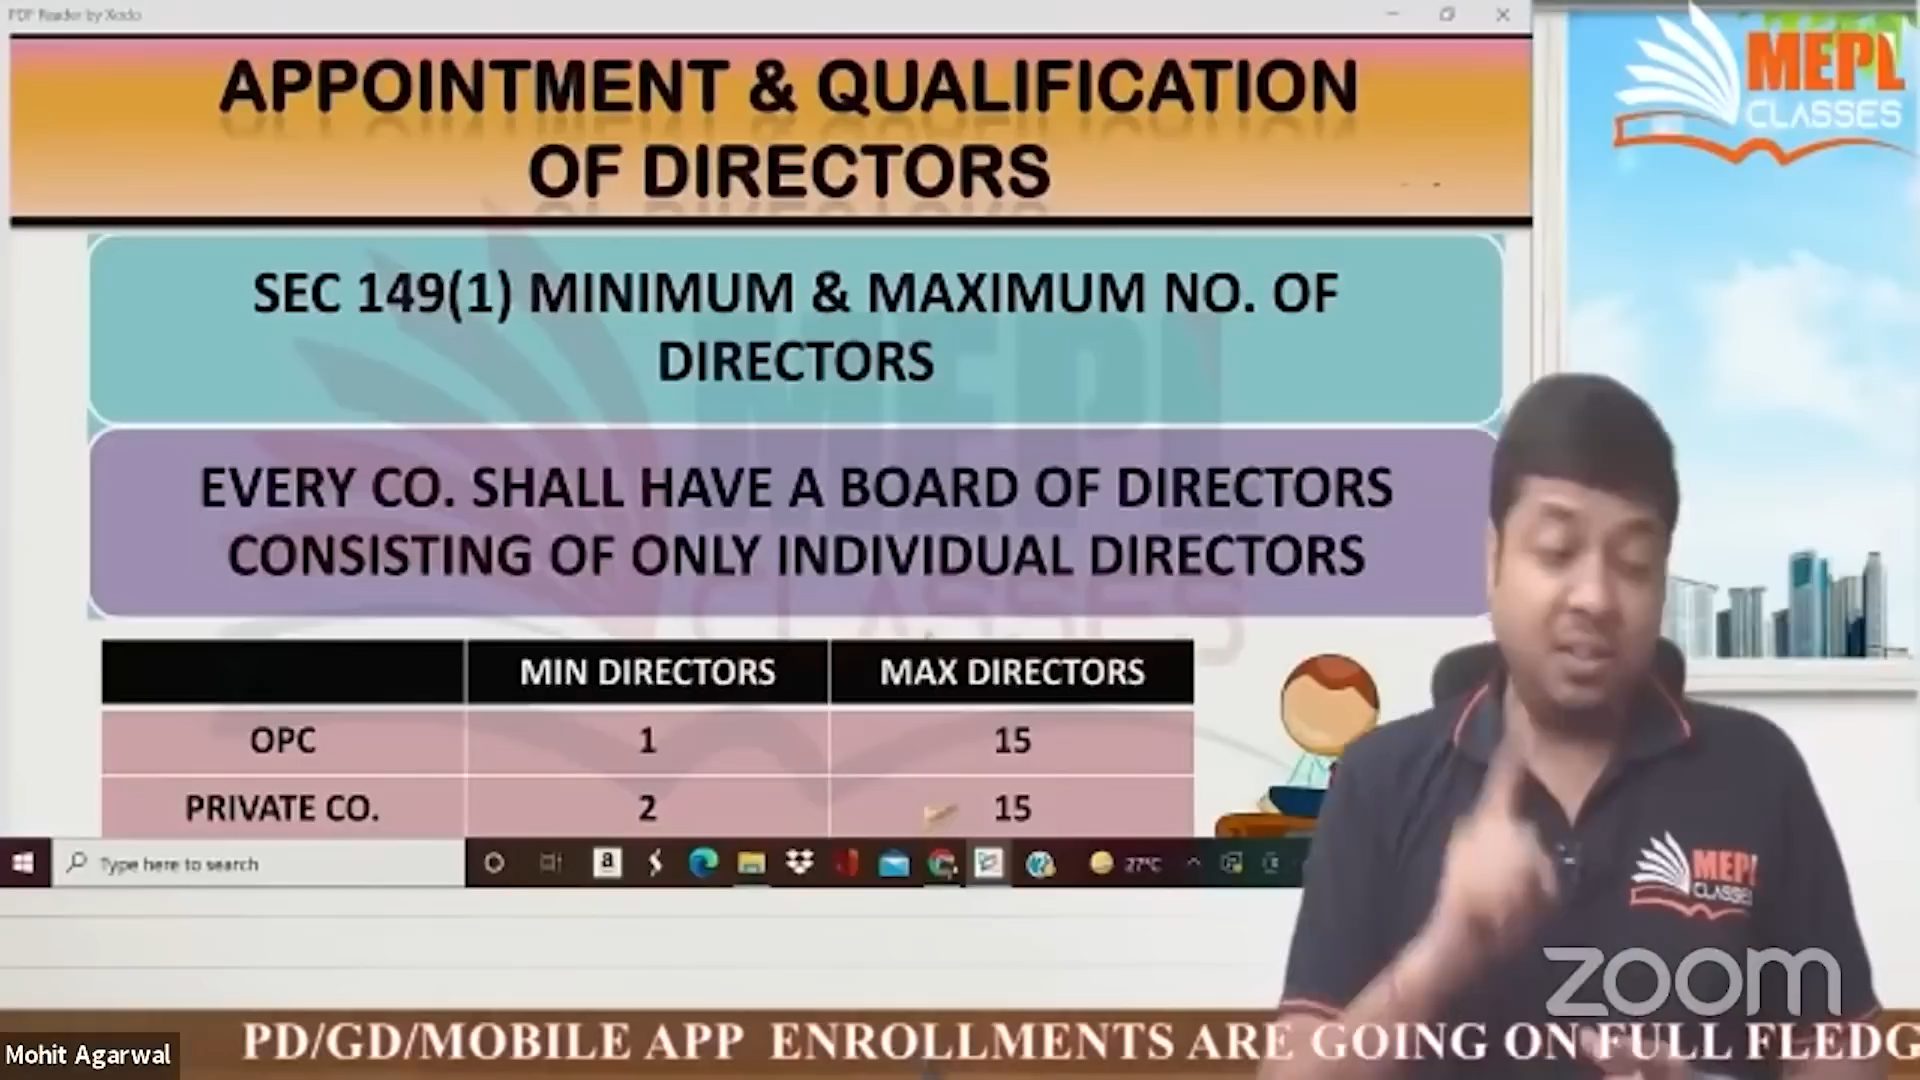 PDF Reader by Xodo
APPOINTMENT & QUALIFICATION
OF DIRECTORS
MEPL
CLASSES
SEC 149(1) MINIMUM & MAXIMUM NO. OF
DIRECTORS
EVERY CO. SHALL HAVE A BOARD OF DIRECTORS
CONSISTING OF ONLY INDIVIDUAL DIRECTORS
MEPL
CLASSES
MIN DIRECTORS MAX DIRECTORS
OPC 1 15
PRIVATE CO. 2 15
Type here to search
27°C
MEPL
CLASSES
zoom
Mohit Agarwal
PD/GD/MOBILE APP ENROLLMENTS ARE GOING ON FULL FLEDG